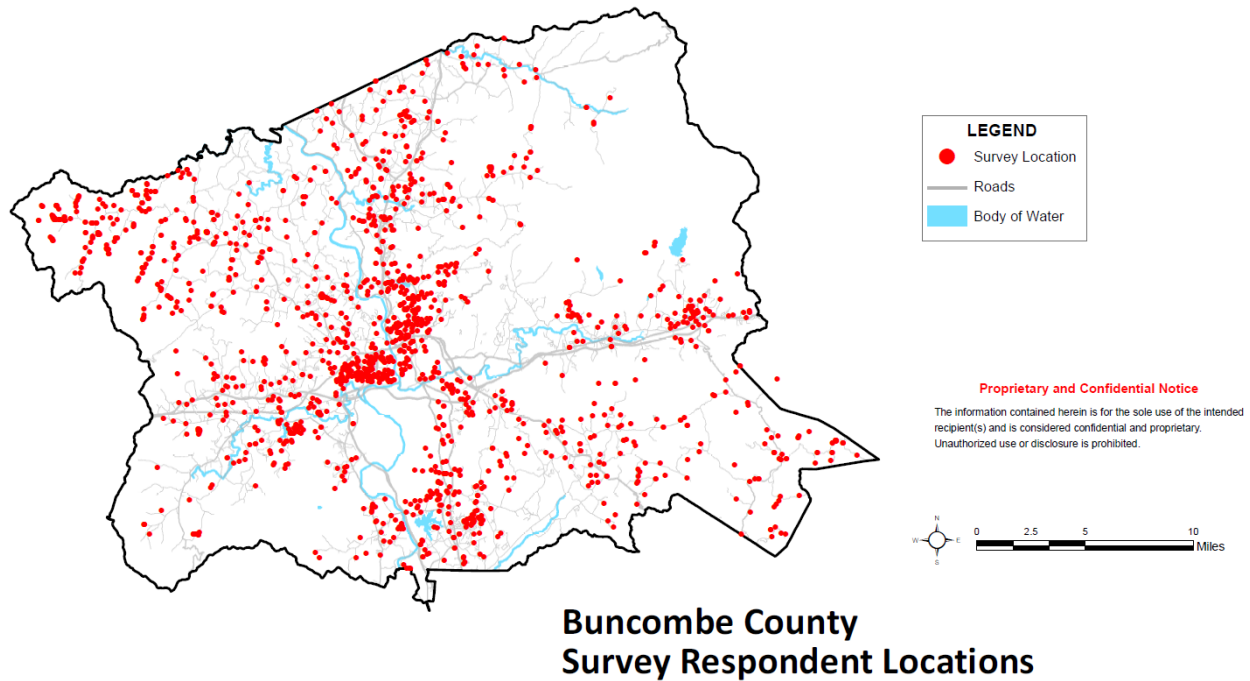 LEGEND
Survey Location
Roads
Body of Water
Proprietary and Confidential Notice
The information contained herein is for the sole use of the intended
recipient(s) and is considered confidential and proprietary.
Unauthorized use or disclosure is prohibited.
N
W E
S
0 2.5 5 10
Miles
Buncombe County
Survey Respondent Locations